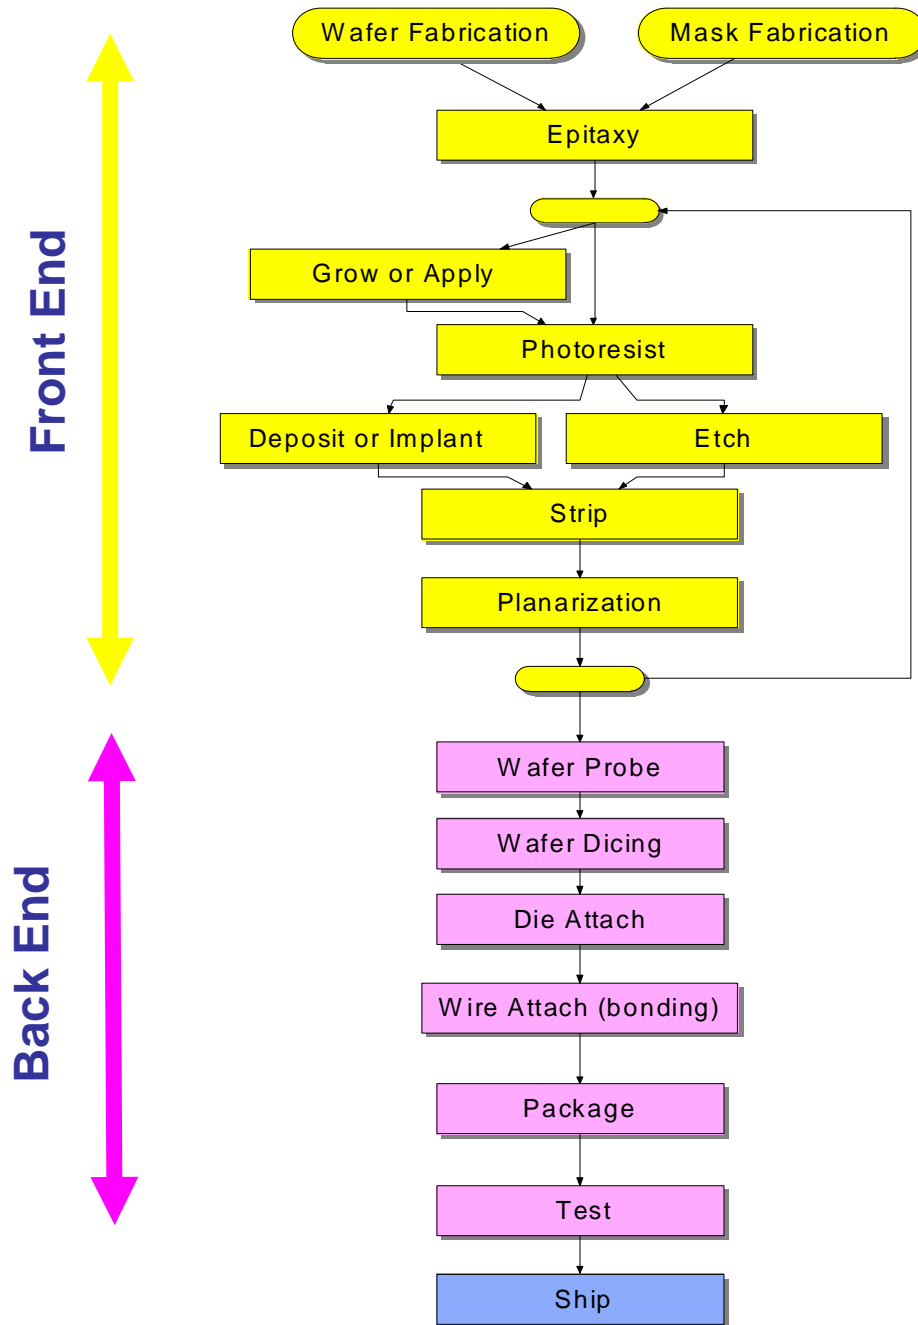 Wafer Fabrication
Mask Fabrication
Epitaxy
Grow or Apply
Photoresist
Deposit or Implant
Etch
Strip
Planarization
Front End
Wafer Probe
Wafer Dicing
Die Attach
Wire Attach (bonding)
Package
Test
Ship
Back End